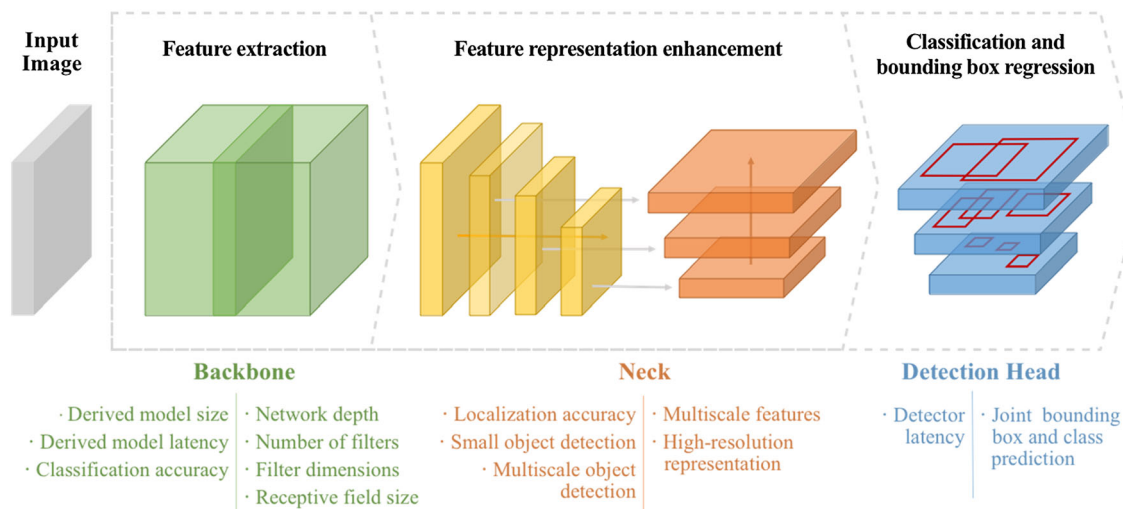 Input
Image
Feature extraction
Feature representation enhancement
Classification and
bounding box regression
Backbone
· Derived model size
· Derived model latency
· Classification accuracy
· Network depth
· Number of filters
· Filter dimensions
· Receptive field size
Neck
· Localization accuracy
· Small object detection
· Multiscale object
detection
· Multiscale features
· High-resolution
representation
Detection Head
· Detector
latency
· Joint bounding
box and class
prediction